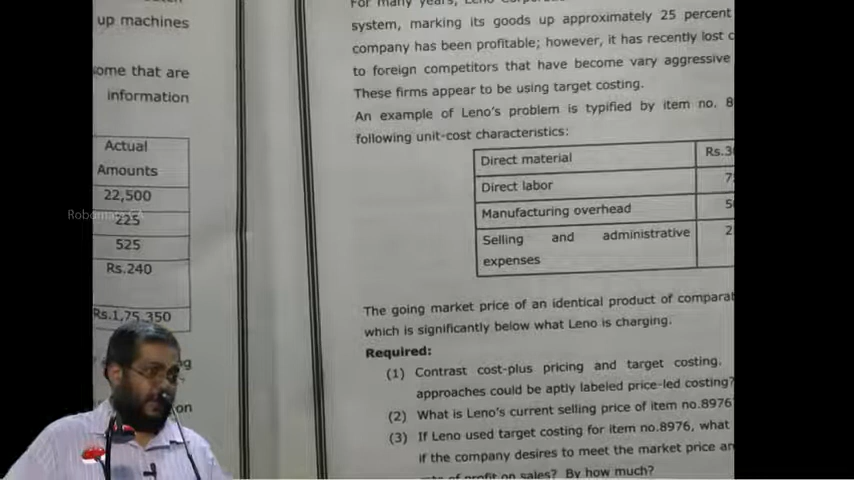 up machines
ome that are
information
Actual
Amounts
22,500
225
525
Rs.240
Rs.1,75,350
on
system, marking its goods up approximately 25 percent
company has been profitable; however, it has recently lost
to foreign competitors that have become vary aggressive
These firms appear to be using target costing.
An example of Leno's problem is typified by item no. 8
following unit-cost characteristics:
Direct material Rs.3
Direct labor 7
Manufacturing overhead 5
Selling and administrative 2
expenses
The going market price of an identical product of comparat
which is significantly below what Leno is charging.
Required:
(1) Contrast cost-plus pricing and target costing.
approaches could be aptly labeled price-led costing?
(2) What is Leno's current selling price of item no.8976
(3) If Leno used target costing for item no.8976, what
if the company desires to meet the market price an
of profit on sales? By how much?